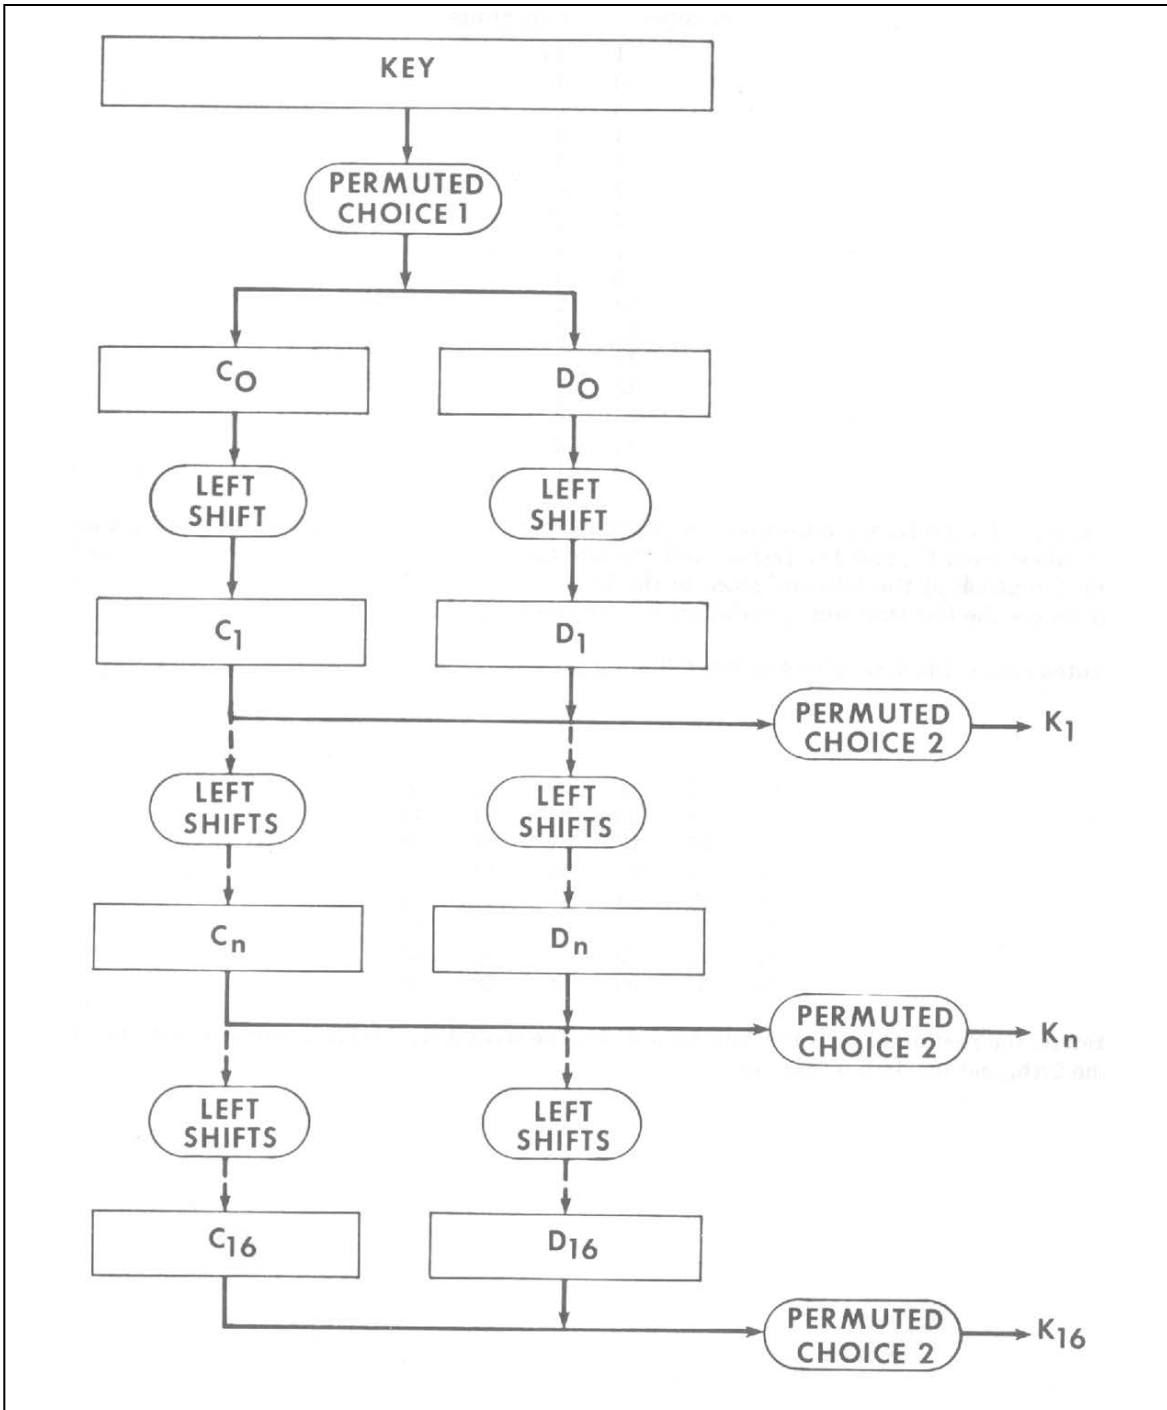 KEY
PERMUTED
CHOICE 1
C0
D0
LEFT
SHIFT
LEFT
SHIFT
C1
D1
PERMUTED
CHOICE 2
K1
LEFT
SHIFTS
LEFT
SHIFTS
Cn
Dn
PERMUTED
CHOICE 2
Kn
LEFT
SHIFTS
LEFT
SHIFTS
C16
D16
PERMUTED
CHOICE 2
K16